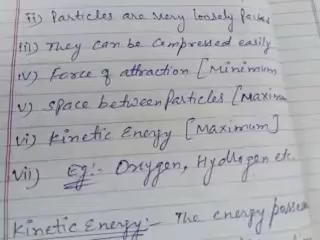 ii) Particles are very loosely Packed
iii) They can be Compressed easily
iv) Force of attraction [Minimum
v) Space between Particles [Maximum
vi) Kinetic Energy [Maximum]
vii) Eg:- Oxygen, Hydrogen etc.
Kinetic Energy:- The energy possess